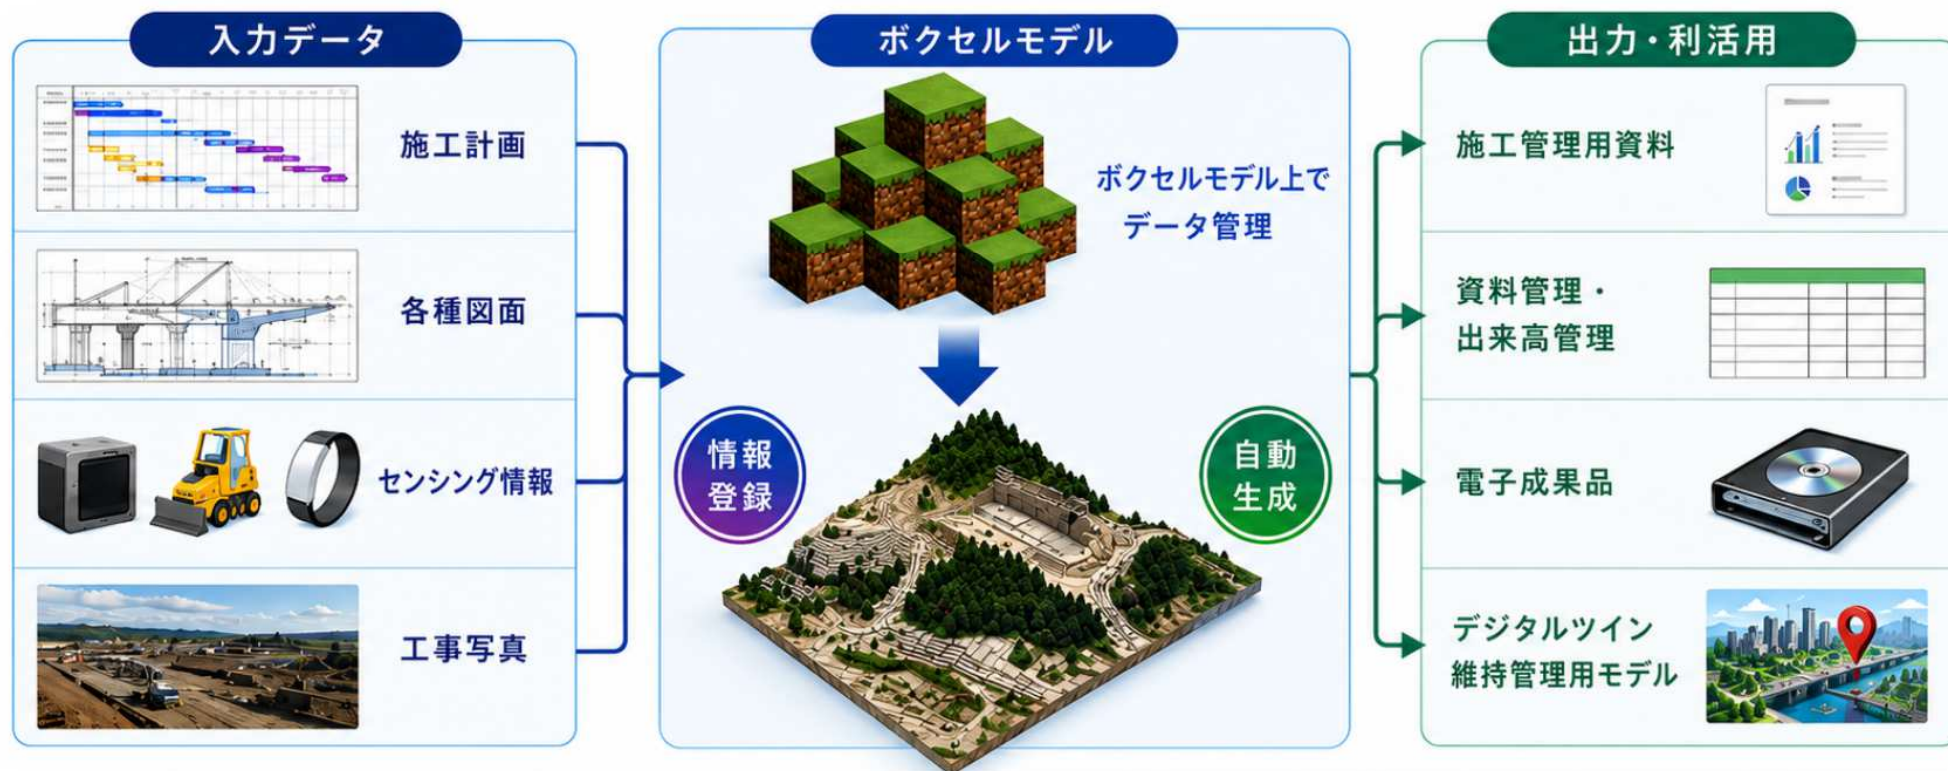 入力データ
施工計画
各種図面
センシング情報
工事写真
ボクセルモデル
ボクセルモデル上で
データ管理
情報
登録
自動
生成
出力・利活用
施工管理用資料
資料管理・
出来高管理
電子成果品
デジタルツイン
維持管理用モデル